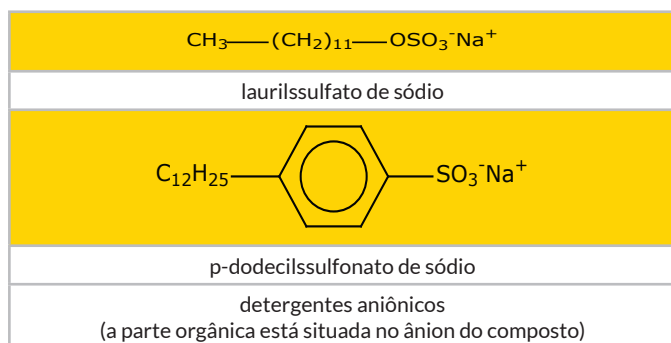 CH₃—(CH₂)₁₁—OSO₃⁻Na⁺
laurilssulfato de sódio
C₁₂H₂₅—SO₃⁻Na⁺
p-dodecilssulfonato de sódio
detergentes aniônicos
(a parte orgânica está situada no ânion do composto)